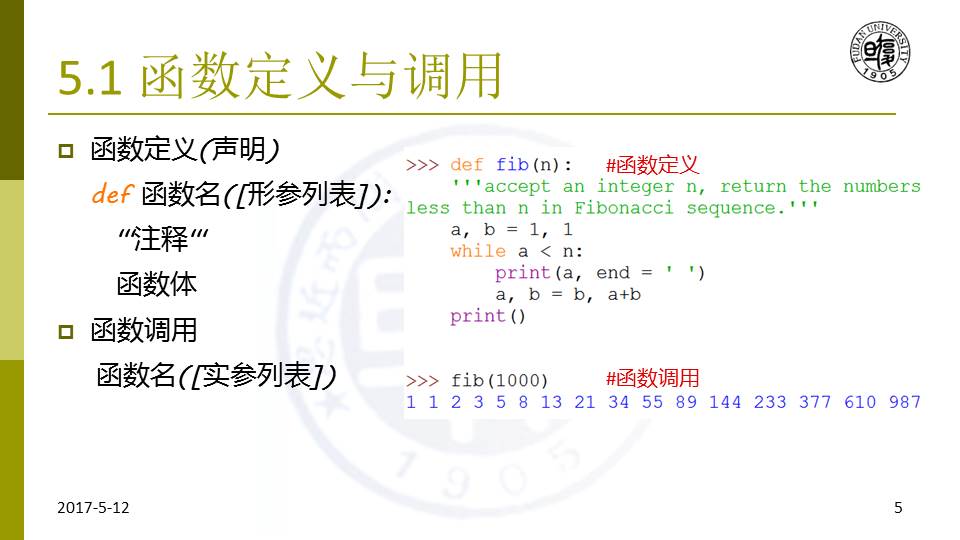 5.1 函数定义与调用
FUDAN UNIVERSITY
1905
函数定义(声明)
def 函数名([形参列表]):
'''注释'''
函数体
函数调用
函数名([实参列表])
>>> def fib(n): #函数定义
'''accept an integer n, return the numbers
less than n in Fibonacci sequence.'''
a, b = 1, 1
while a < n:
print(a, end = ' ')
a, b = b, a+b
print()
>>> fib(1000) #函数调用
1 1 2 3 5 8 13 21 34 55 89 144 233 377 610 987
1905
2017-5-12
5